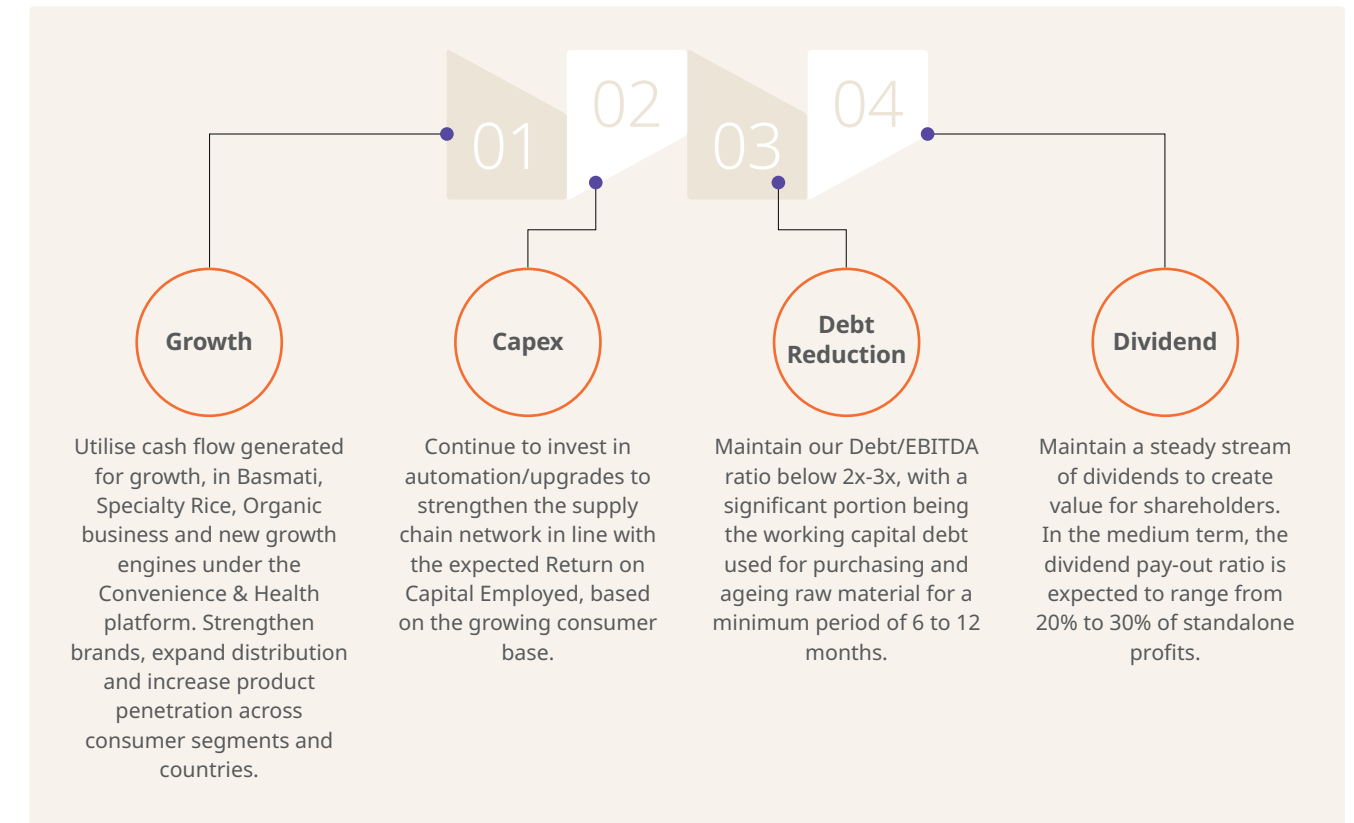 01
02
03
04
Growth
Utilise cash flow generated
for growth, in Basmati,
Specialty Rice, Organic
business and new growth
engines under the
Convenience & Health
platform. Strengthen
brands, expand distribution
and increase product
penetration across
consumer segments and
countries.
Capex
Continue to invest in
automation/upgrades to
strengthen the supply
chain network in line with
the expected Return on
Capital Employed, based
on the growing consumer
base.
Debt
Reduction
Maintain our Debt/EBITDA
ratio below 2x-3x, with a
significant portion being
the working capital debt
used for purchasing and
ageing raw material for a
minimum period of 6 to 12
months.
Dividend
Maintain a steady stream
of dividends to create
value for shareholders.
In the medium term, the
dividend pay-out ratio is
expected to range from
20% to 30% of standalone
profits.